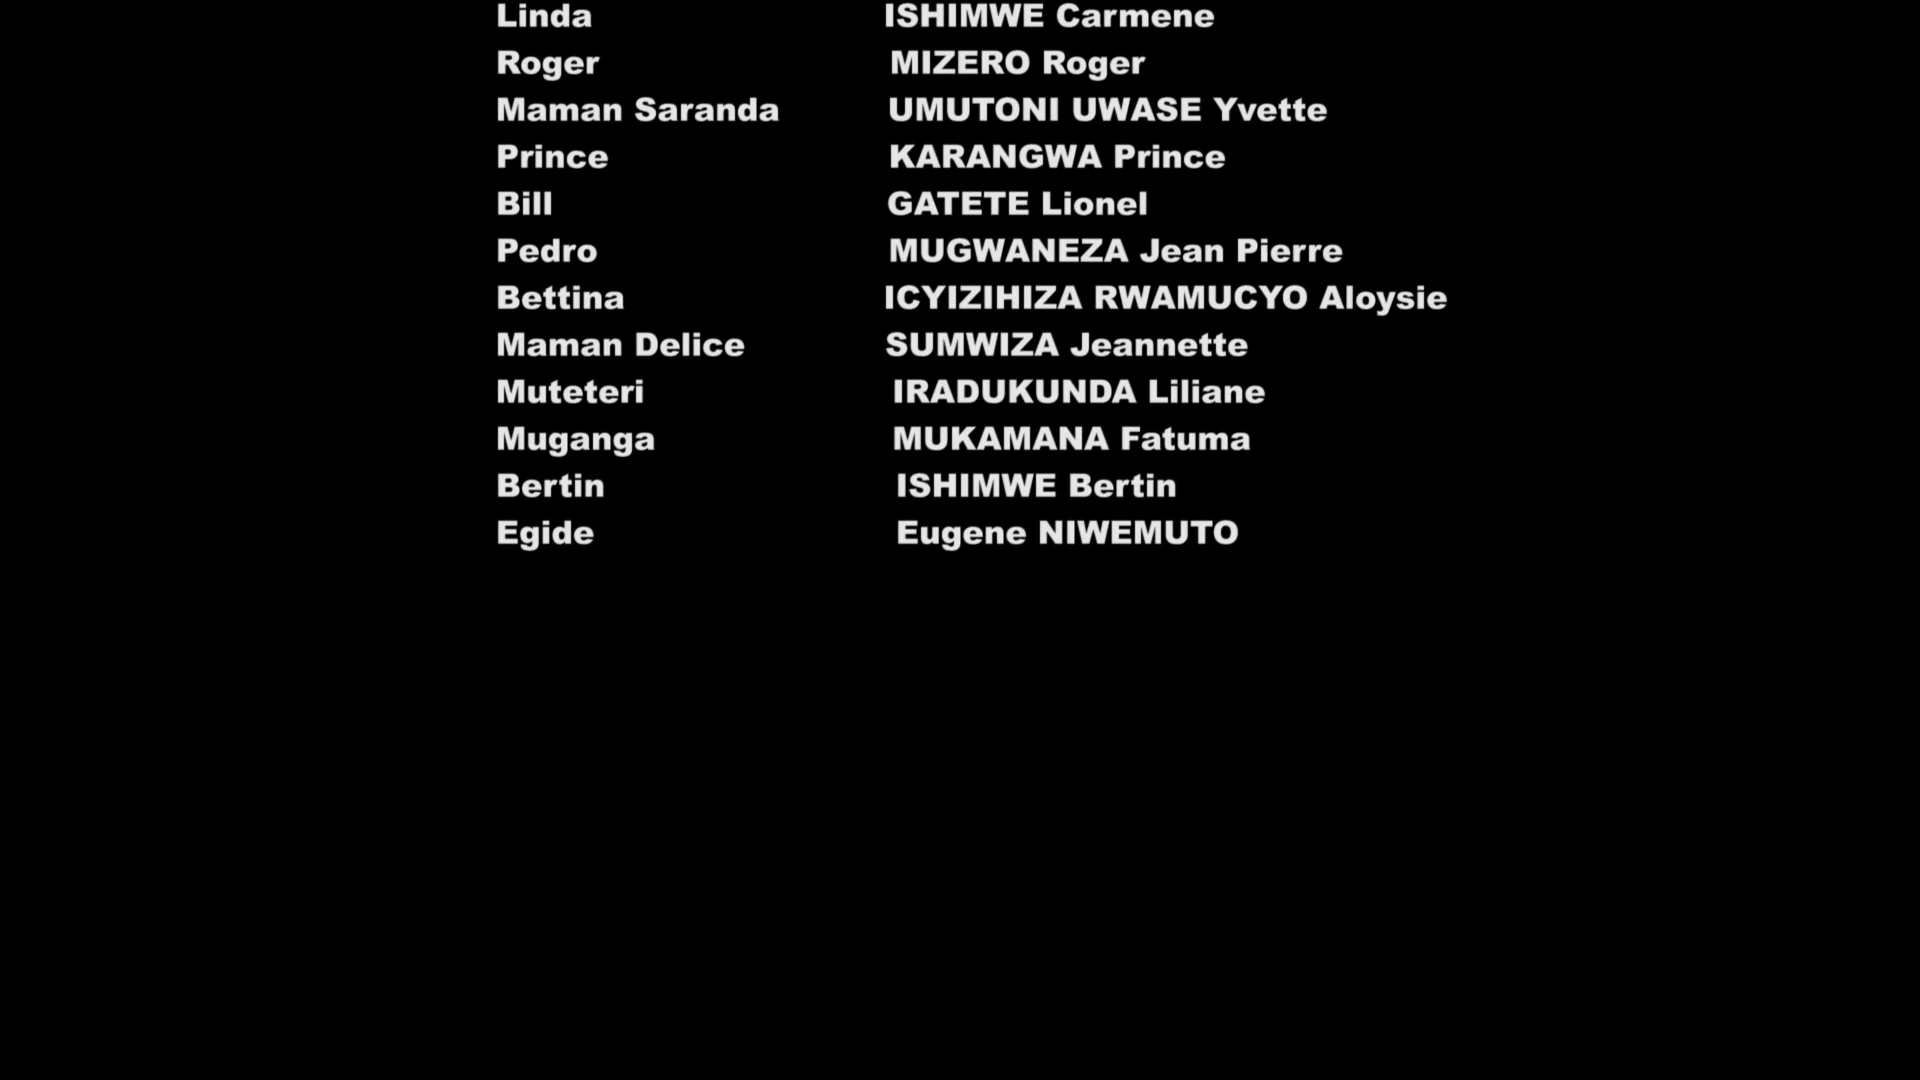 Linda ISHIMWE Carmene
Roger MIZERO Roger
Maman Saranda UMUTONI UWASE Yvette
Prince KARANGWA Prince
Bill GATETE Lionel
Pedro MUGWANEZA Jean Pierre
Bettina ICYIZIHIZA RWAMUCYO Aloysie
Maman Delice SUMWIZA Jeannette
Muteteri IRADUKUNDA Liliane
Muganga MUKAMANA Fatuma
Bertin ISHIMWE Bertin
Egide Eugene NIWEMUTO